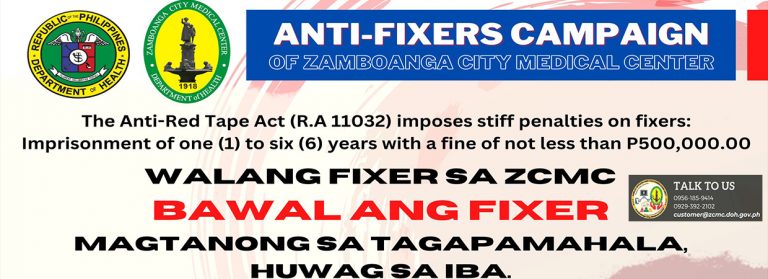 REPUBLIC OF THE PHILIPPINES
DEPARTMENT OF HEALTH
ZAMBOANGA CITY MEDICAL CENTER
1918
DEPARTMENT of HEALTH
ANTI-FIXERS CAMPAIGN
OF ZAMBOANGA CITY MEDICAL CENTER
The Anti-Red Tape Act (R.A 11032) imposes stiff penalties on fixers:
Imprisonment of one (1) to six (6) years with a fine of not less than P500,000.00
WALANG FIXER SA ZCMC
BAWAL ANG FIXER
MAGTANONG SA TAGAPAMAHALA,
HUWAG SA IBA.
TALK TO US
0956-185-9414
0929-392-2102
customer@zcmc.doh.gov.ph